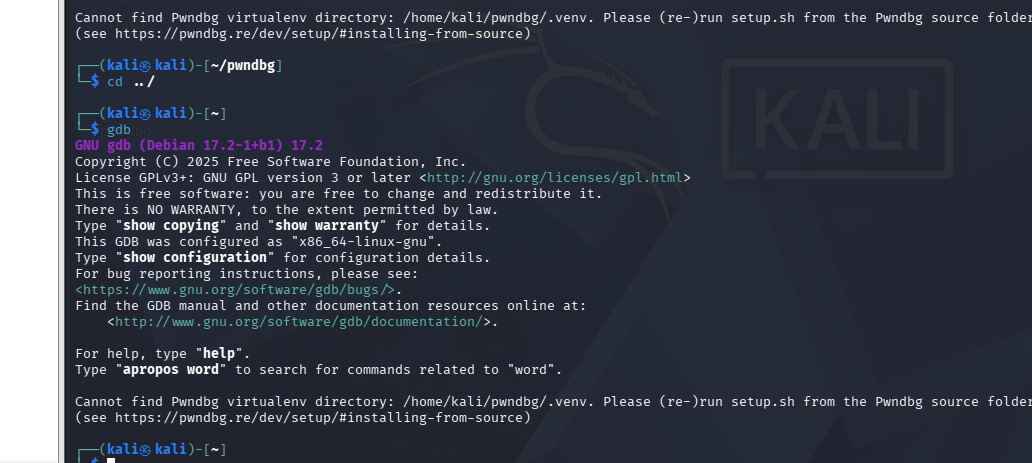 Cannot find Pwndbg virtualenv directory: /home/kali/pwndbg/.venv. Please (re-)run setup.sh from the Pwndbg source folder
(see https://pwndbg.re/dev/setup/#installing-from-source)
┌──(kali㉿kali)-[~/pwndbg]
└─$ cd ../
┌──(kali㉿kali)-[~]
└─$ gdb
GNU gdb (Debian 17.2-1+b1) 17.2
Copyright (C) 2025 Free Software Foundation, Inc.
License GPLv3+: GNU GPL version 3 or later <http://gnu.org/licenses/gpl.html>
This is free software: you are free to change and redistribute it.
There is NO WARRANTY, to the extent permitted by law.
Type "show copying" and "show warranty" for details.
This GDB was configured as "x86_64-linux-gnu".
Type "show configuration" for configuration details.
For bug reporting instructions, please see:
<https://www.gnu.org/software/gdb/bugs/>.
Find the GDB manual and other documentation resources online at:
    <http://www.gnu.org/software/gdb/documentation/>.
For help, type "help".
Type "apropos word" to search for commands related to "word".
Cannot find Pwndbg virtualenv directory: /home/kali/pwndbg/.venv. Please (re-)run setup.sh from the Pwndbg source folder
(see https://pwndbg.re/dev/setup/#installing-from-source)
┌──(kali㉿kali)-[~]
└─$
KALI